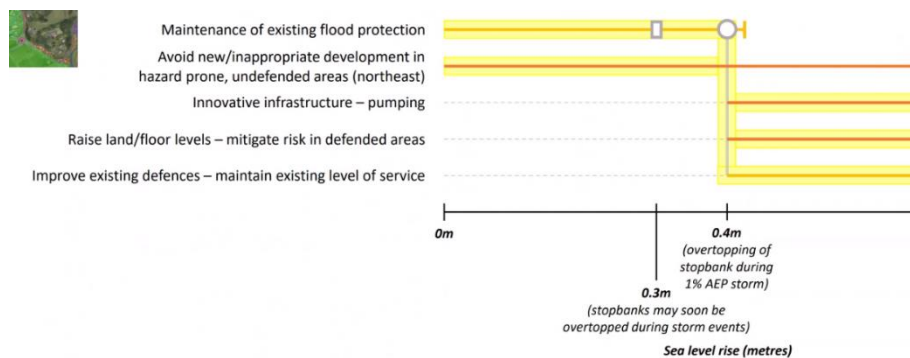 Maintenance of existing flood protection
Avoid new/inappropriate development in
hazard prone, undefended areas (northeast)
Innovative infrastructure – pumping
Raise land/floor levels – mitigate risk in defended areas
Improve existing defences – maintain existing level of service
0m
0.4m
(overtopping of
stopbank during
1% AEP storm)
0.3m
(stopbanks may soon be
overtopped during storm events)
Sea level rise (metres)